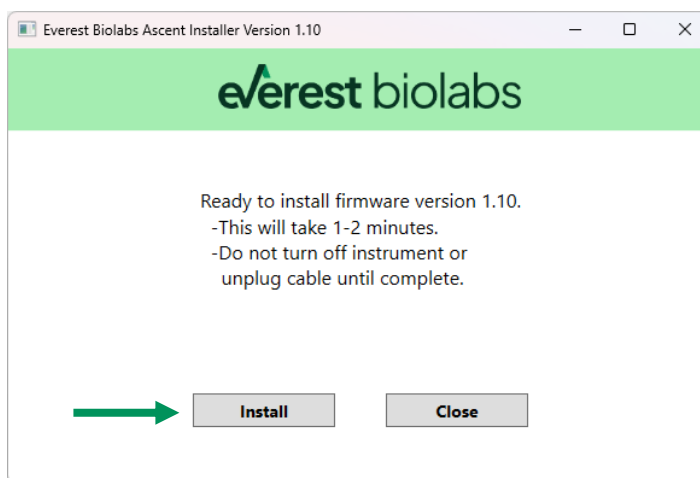 Everest Biolabs Ascent Installer Version 1.10
everest biolabs
Ready to install firmware version 1.10.
-This will take 1-2 minutes.
-Do not turn off instrument or
unplug cable until complete.
Install
Close